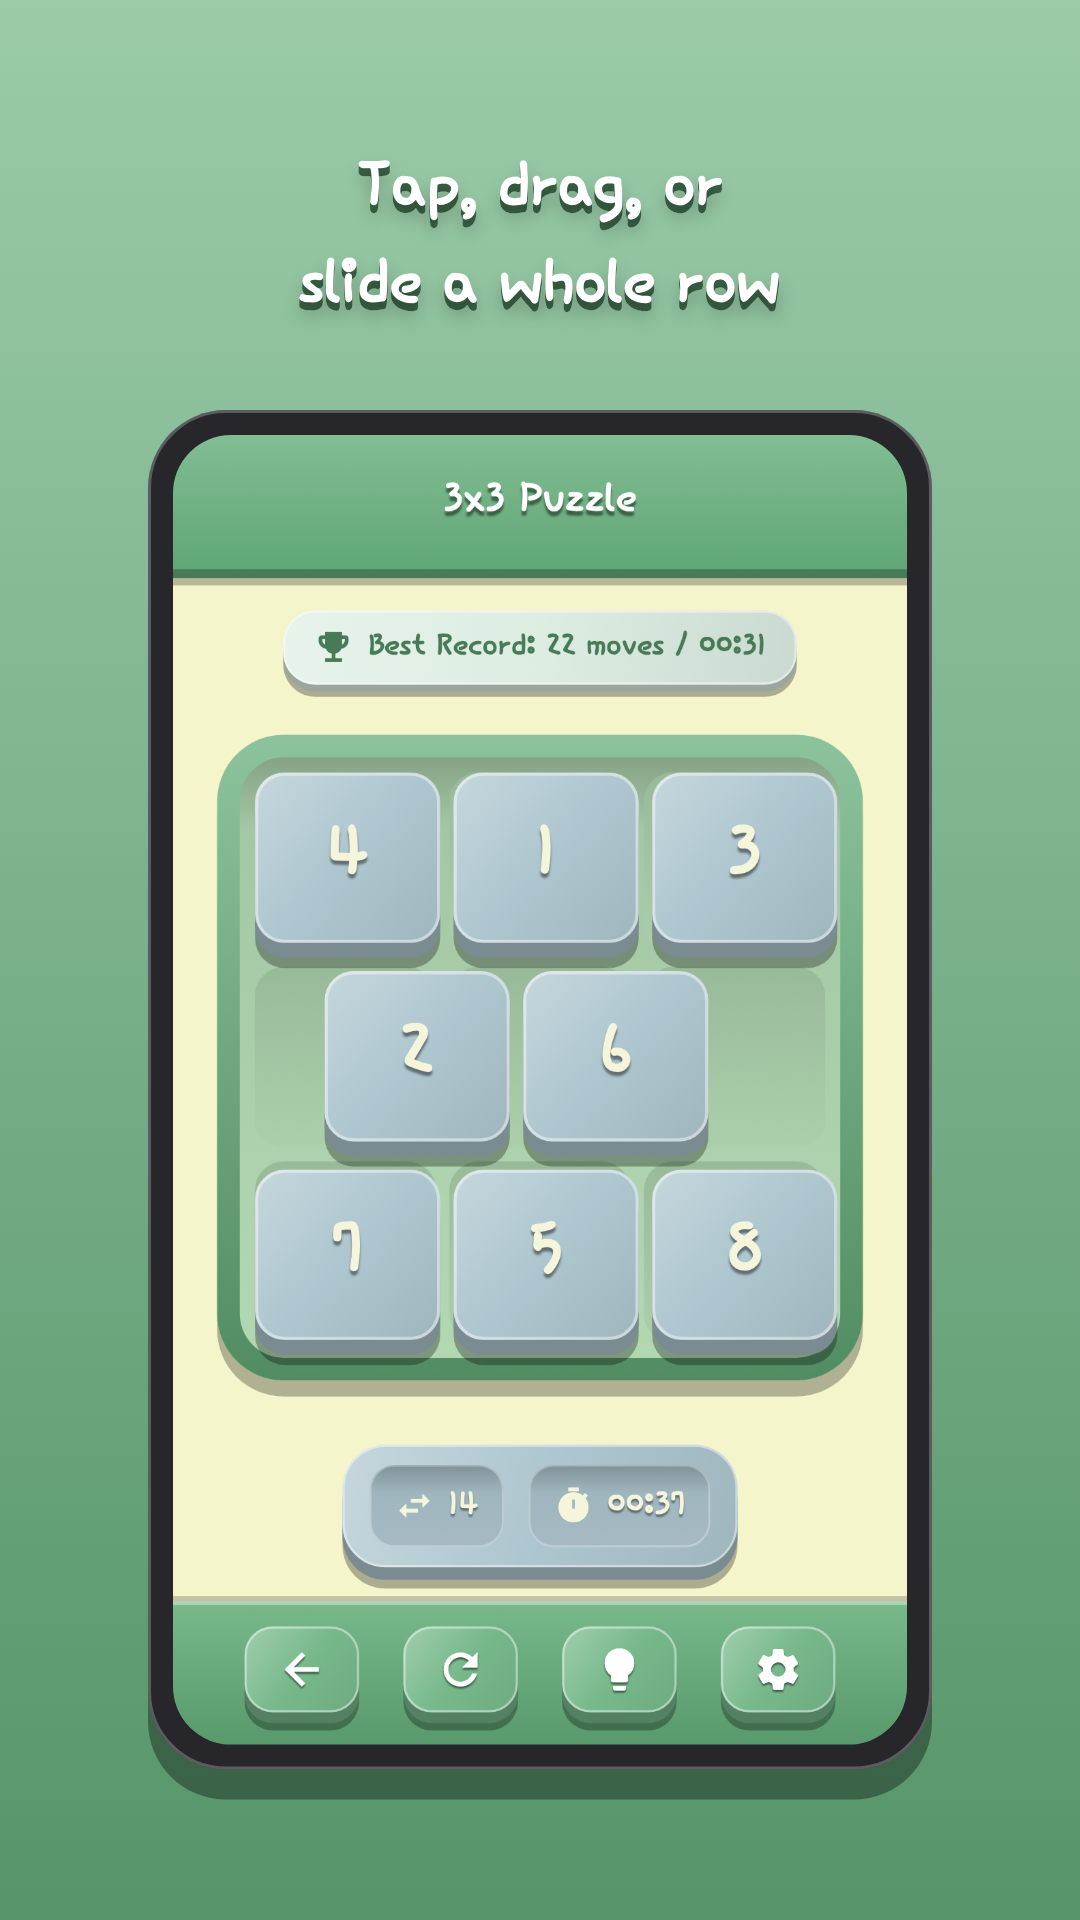 Tap, drag, or
slide a whole row
3x3 Puzzle
Best Record: 22 moves / 00:31
4 1 3
2 6
7 5 8
14 00:37